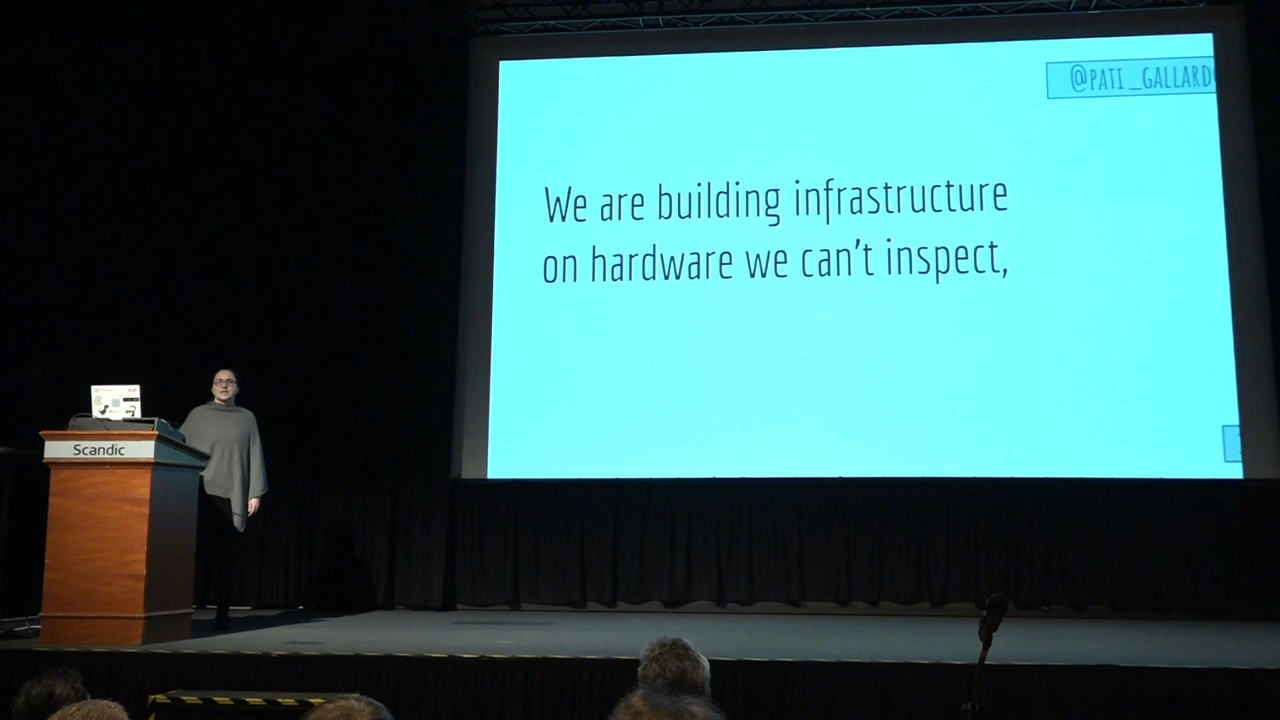 @PATI_GALLARD
We are building infrastructure
on hardware we can't inspect,
Scandic